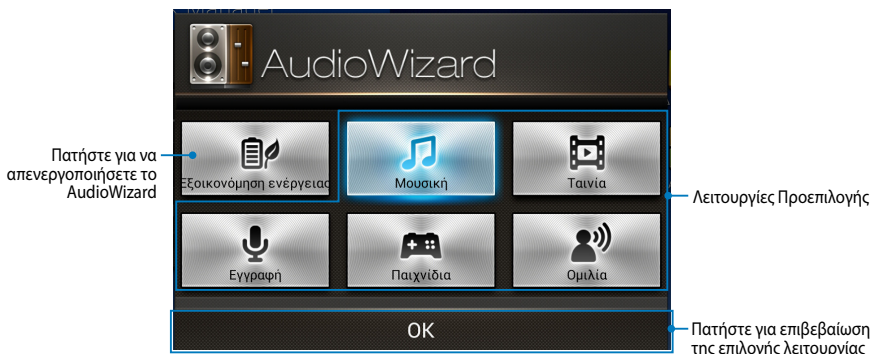 Manager
AudioWizard
Πατήστε για να
απενεργοποιήσετε το
AudioWizard
Εξοικονόμηση ενέργειας
Μουσική
Ταινία
Λειτουργίες Προεπιλογής
Εγγραφή
Παιχνίδια
Ομιλία
OK
Πατήστε για επιβεβαίωση
της επιλογής λειτουργίας